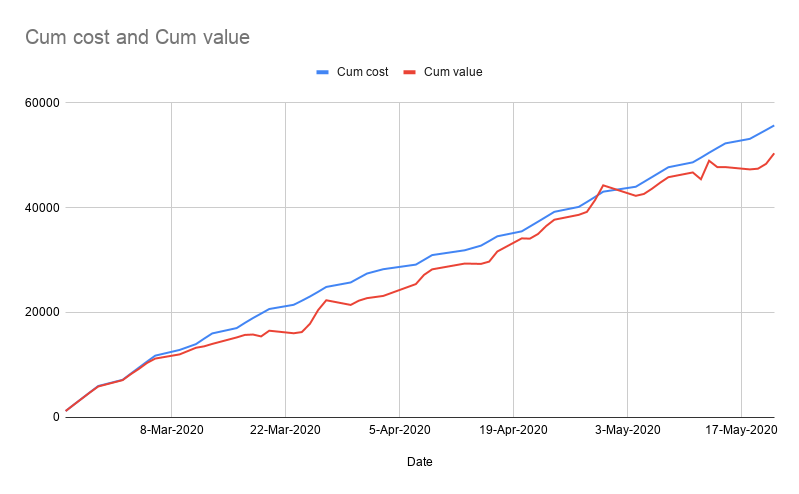 Cum cost and Cum value
Cum cost Cum value
60000
40000
20000
0
8-Mar-2020 22-Mar-2020 5-Apr-2020 19-Apr-2020 3-May-2020 17-May-2020
Date